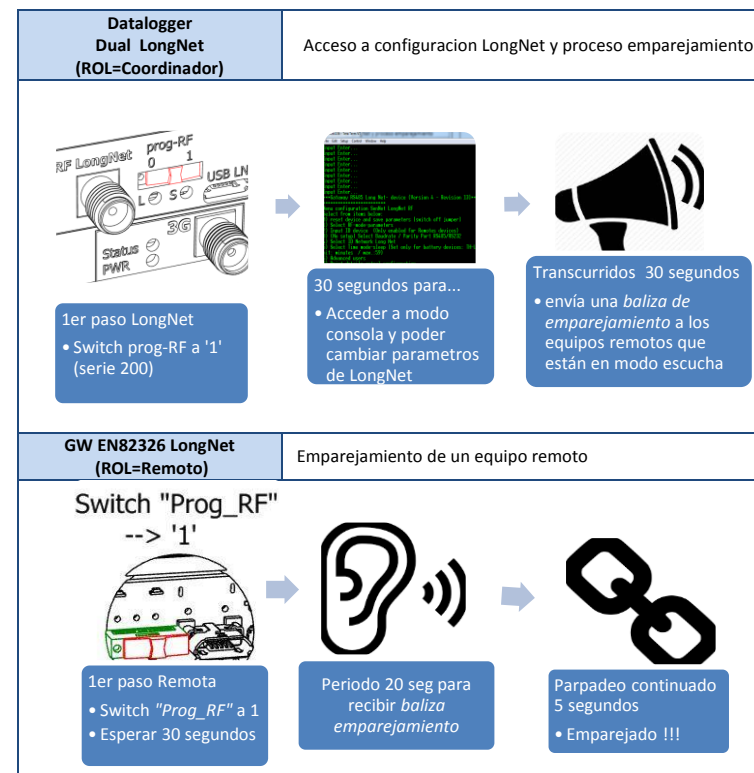 Datalogger
Dual LongNet
(ROL=Coordinador)
Acceso a configuracion LongNet y proceso emparejamiento
RF LongNet
prog-RF
0 1
USB LN
L S
3G
Status
PWR
1er paso LongNet
• Switch prog-RF a '1'
(serie 200)
30 segundos para...
• Acceder a modo
consola y poder
cambiar parametros
de LongNet
Transcurridos 30 segundos
• envía una baliza de
emparejamiento a los
equipos remotos que
están en modo escucha
GW EN82326 LongNet
(ROL=Remoto)
Emparejamiento de un equipo remoto
Switch "Prog_RF"
--> '1'
1er paso Remota
• Switch "Prog_RF" a 1
• Esperar 30 segundos
Periodo 20 seg para
recibir baliza
emparejamiento
Parpadeo continuado
5 segundos
• Emparejado !!!